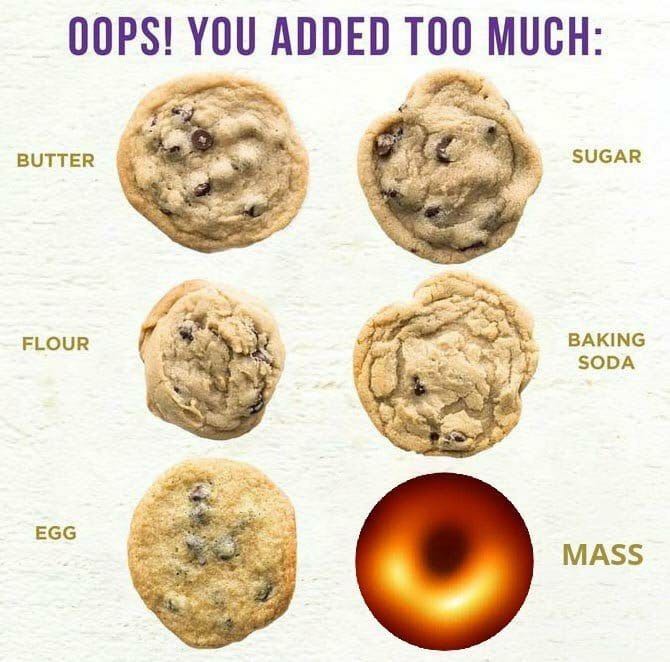 OOPS! YOU ADDED TOO MUCH:
BUTTER
SUGAR
FLOUR
BAKING
SODA
EGG
MASS